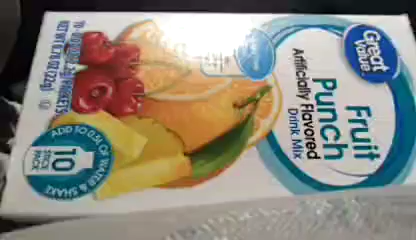 Great
Value
Fruit
Punch
Artificially Flavored
Drink Mix
ADD TO 0.5L OF WATER & SHAKE
10
STICK
PACK